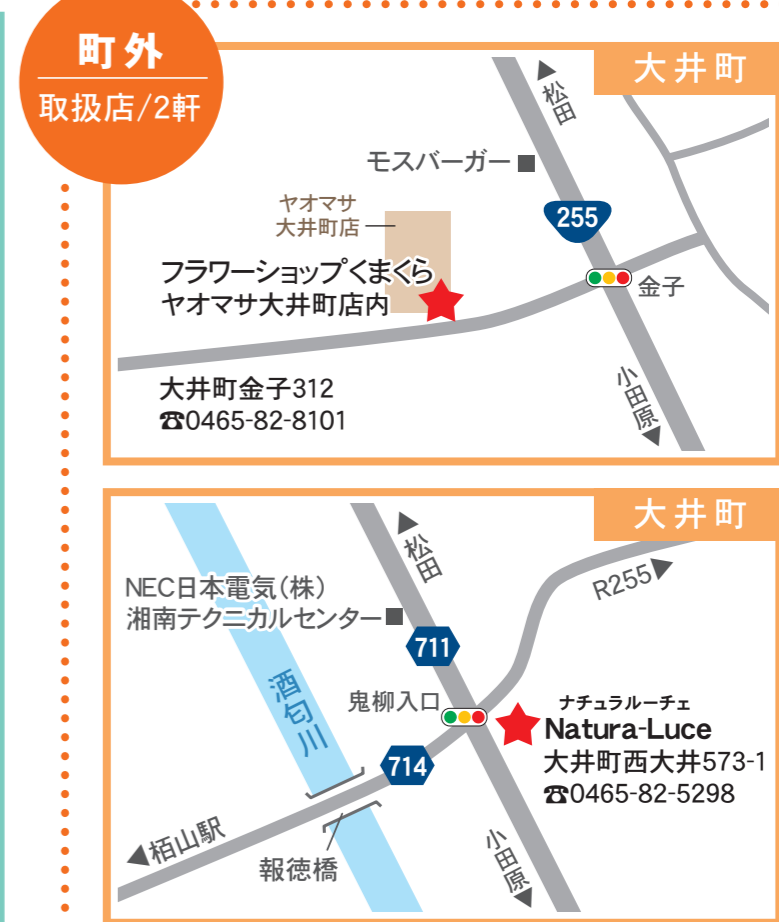 町外
取扱店/2軒
大井町
▲松田
モスバーガー■
ヤオマサ
大井町店
255
フラワーショップくまくら
ヤオマサ大井町店内
金子
小田原▼
大井町金子312
☎0465-82-8101
大井町
▲松田
R255▶
NEC日本電気(株)
湘南テクニカルセンター■
711
酒匂川
鬼柳入口
ナチュラルーチェ
Natura-Luce
大井町西大井573-1
☎0465-82-5298
714
◀栢山駅
報徳橋
小田原▼